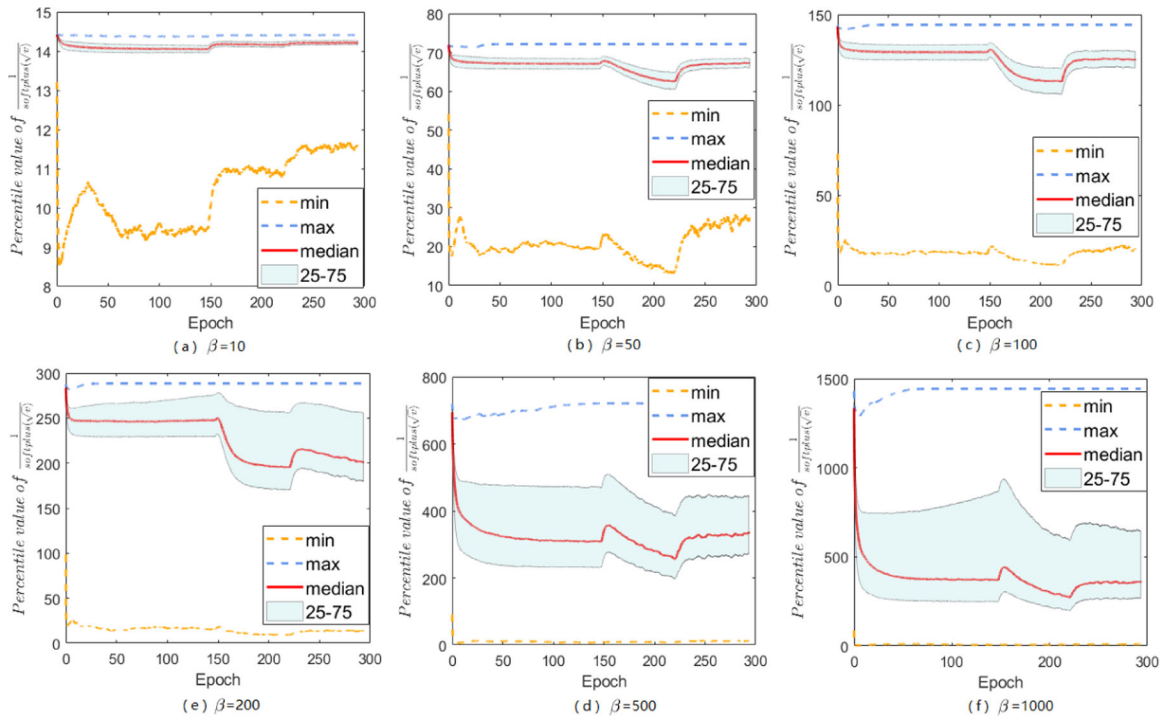 Percentile value of 1/softplus(√v)
15
14
13
12
11
10
9
8
0 50 100 150 200 250 300
min
max
median
25-75
Epoch
(a) β=10
Percentile value of 1/softplus(√v)
80
70
60
50
40
30
20
10
0 50 100 150 200 250 300
min
max
median
25-75
Epoch
(b) β=50
Percentile value of 1/softplus(√v)
150
100
50
0
0 50 100 150 200 250 300
min
max
median
25-75
Epoch
(c) β=100
Percentile value of 1/softplus(√v)
300
250
200
150
100
50
0
0 50 100 150 200 250 300
min
max
median
25-75
Epoch
(e) β=200
Percentile value of 1/softplus(√v)
800
600
400
200
0
0 50 100 150 200 250 300
min
max
median
25-75
Epoch
(d) β=500
Percentile value of 1/softplus(√v)
1500
1000
500
0
0 100 200 300
min
max
median
25-75
Epoch
(f) β=1000